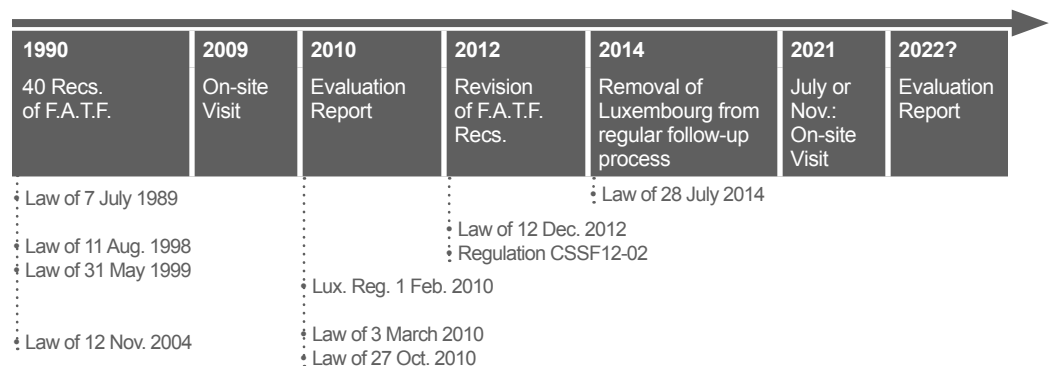 1990
40 Recs.
of F.A.T.F.
2009
On-site
Visit
2010
Evaluation
Report
2012
Revision
of F.A.T.F.
Recs.
2014
Removal of
Luxembourg from
regular follow-up
process
2021
July or
Nov.:
On-site
Visit
2022?
Evaluation
Report
Law of 7 July 1989
Law of 11 Aug. 1998
Law of 31 May 1999
Law of 12 Nov. 2004
Lux. Reg. 1 Feb. 2010
Law of 3 March 2010
Law of 27 Oct. 2010
Law of 12 Dec. 2012
Regulation CSSF12-02
Law of 28 July 2014